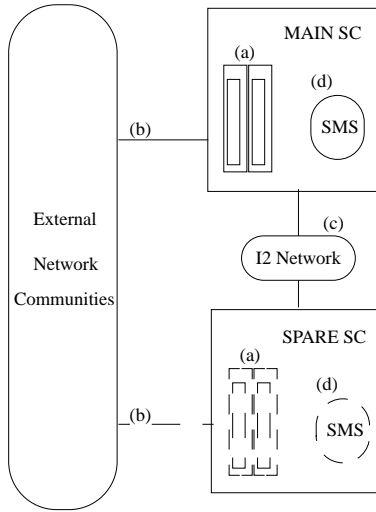 MAIN SC
(a)
(d)
SMS
(b)
External
Network
Communities
(c)
I2 Network
SPARE SC
(a)
(d)
SMS
(b)